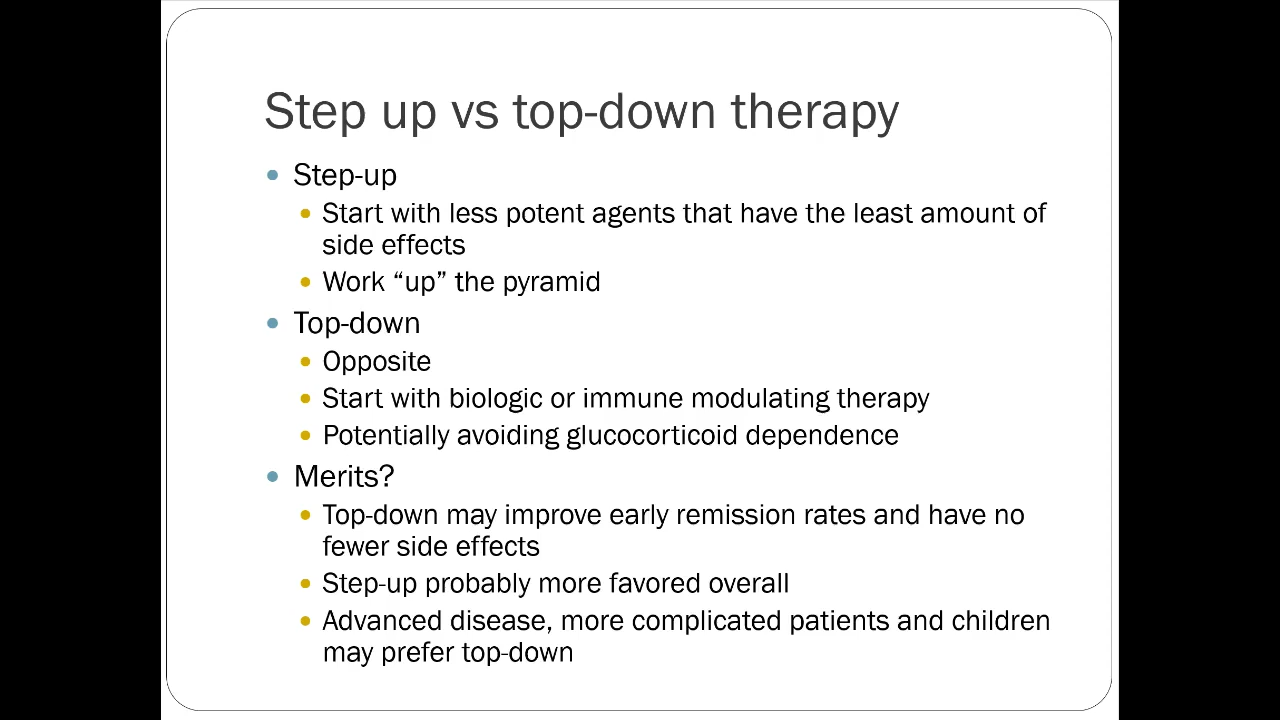 Step up vs top-down therapy
Step-up
Start with less potent agents that have the least amount of
side effects
Work “up” the pyramid
Top-down
Opposite
Start with biologic or immune modulating therapy
Potentially avoiding glucocorticoid dependence
Merits?
Top-down may improve early remission rates and have no
fewer side effects
Step-up probably more favored overall
Advanced disease, more complicated patients and children
may prefer top-down